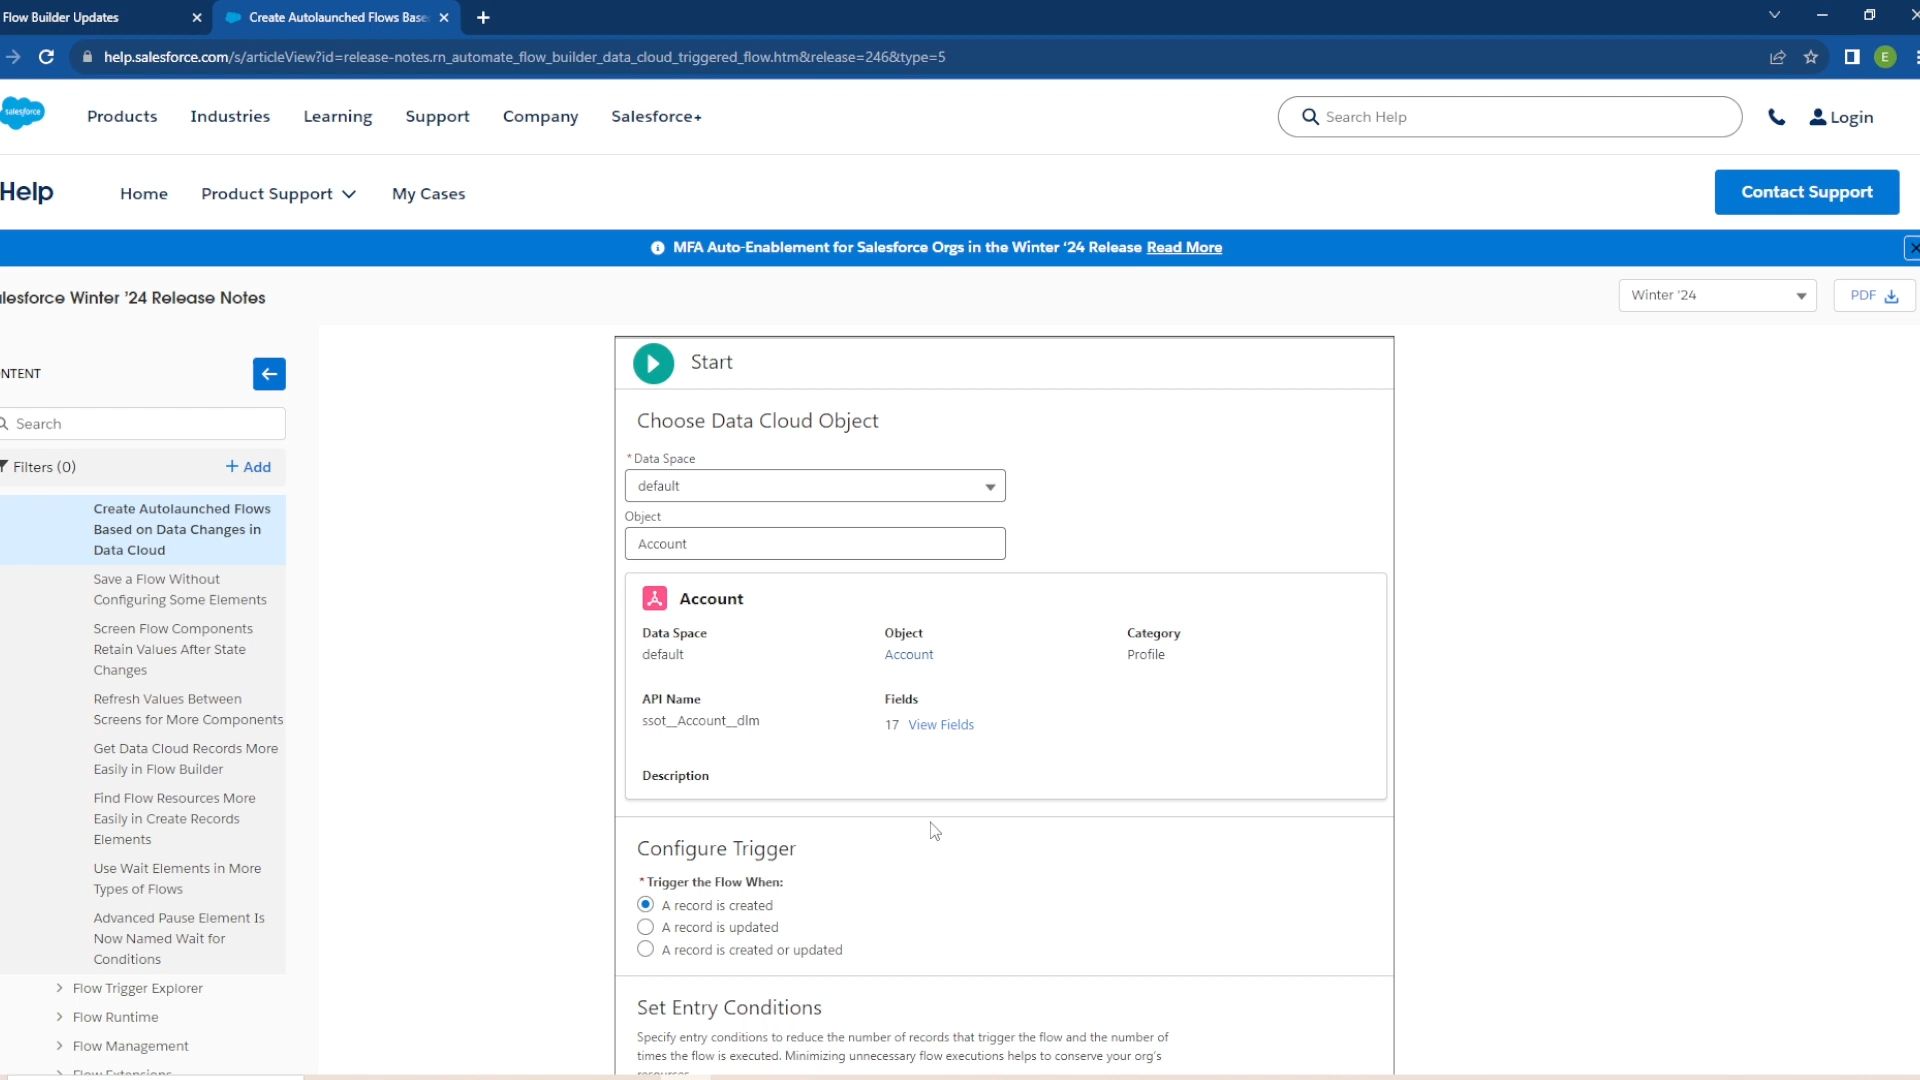 Flow Builder Updates
Create Autolaunched Flows Base
help.salesforce.com/s/articleView?id=release-notes.rn_automate_flow_builder_data_cloud_triggered_flow.htm&release=246&type=5
E
salesforce
Products
Industries
Learning
Support
Company
Salesforce+
Search Help
Login
Help
Home
Product Support
My Cases
Contact Support
MFA Auto-Enablement for Salesforce Orgs in the Winter '24 Release Read More
lesforce Winter '24 Release Notes
Winter '24
PDF
NTENT
Search
Filters (0)
+ Add
Create Autolaunched Flows
Based on Data Changes in
Data Cloud
Save a Flow Without
Configuring Some Elements
Screen Flow Components
Retain Values After State
Changes
Refresh Values Between
Screens for More Components
Get Data Cloud Records More
Easily in Flow Builder
Find Flow Resources More
Easily in Create Records
Elements
Use Wait Elements in More
Types of Flows
Advanced Pause Element Is
Now Named Wait for
Conditions
Flow Trigger Explorer
Flow Runtime
Flow Management
Flow Extensions
Start
Choose Data Cloud Object
* Data Space
default
Object
Account
Account
Data Space
default
Object
Account
Category
Profile
API Name
ssot__Account__dlm
Fields
17 View Fields
Description
Configure Trigger
* Trigger the Flow When:
A record is created
A record is updated
A record is created or updated
Set Entry Conditions
Specify entry conditions to reduce the number of records that trigger the flow and the number of
times the flow is executed. Minimizing unnecessary flow executions helps to conserve your org's
resources.